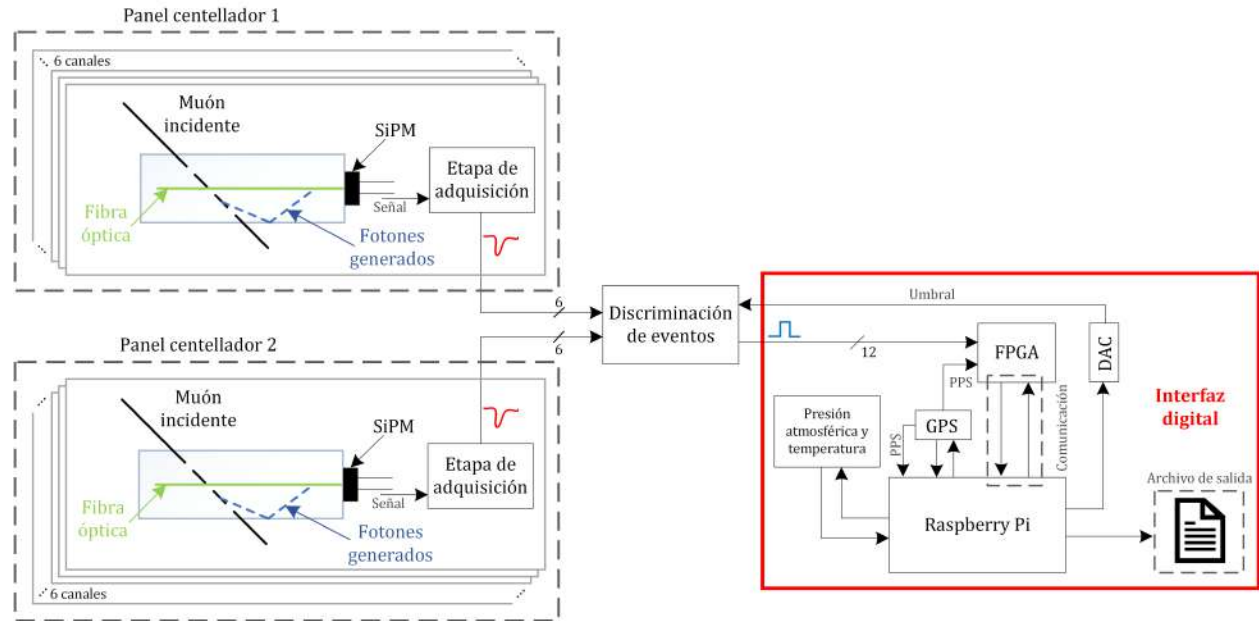 Panel centellador 1
6 canales
Muón
incidente
SiPM
Etapa de
adquisición
Señal
Fibra
óptica
Fotones
generados
6
6
Discriminación
de eventos
Panel centellador 2
Muón
incidente
SiPM
Etapa de
adquisición
Señal
Fibra
óptica
Fotones
generados
6 canales
Umbral
12
FPGA
DAC
PPS
Interfaz
digital
Presión
atmosférica y
temperatura
GPS
PPS
Comunicación
Raspberry Pi
Archivo de salida